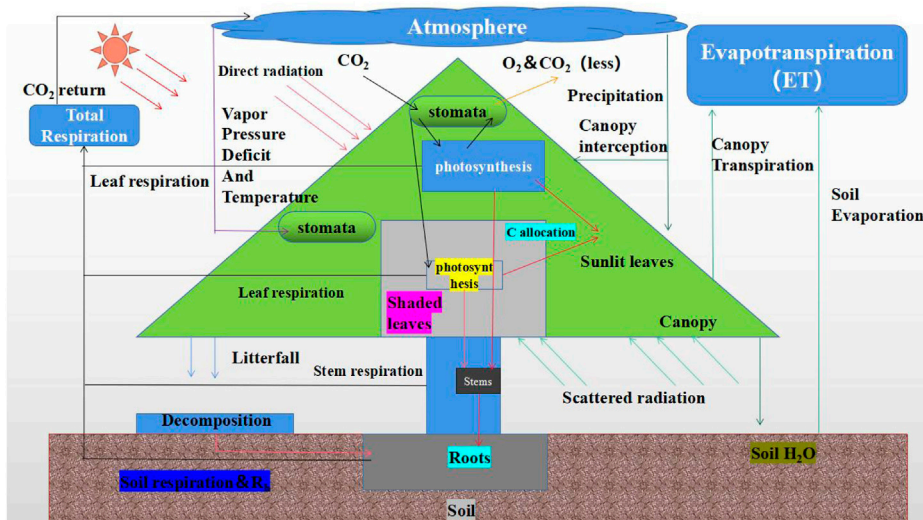 Atmosphere
Evapotranspiration
(ET)
CO₂
O₂&CO₂ (less)
CO₂ return
Direct radiation
Total
Respiration
stomata
Precipitation
Vapor
Pressure
Deficit
And
Temperature
Canopy
interception
Canopy
Transpiration
Leaf respiration
photosynthesis
Soil
Evaporation
stomata
C allocation
Sunlit leaves
photosynt
hesis
Leaf respiration
Shaded
leaves
Canopy
Litterfall
Stem respiration
Stems
Scattered radiation
Decomposition
Roots
Soil H₂O
Soil respiration&R
Soil